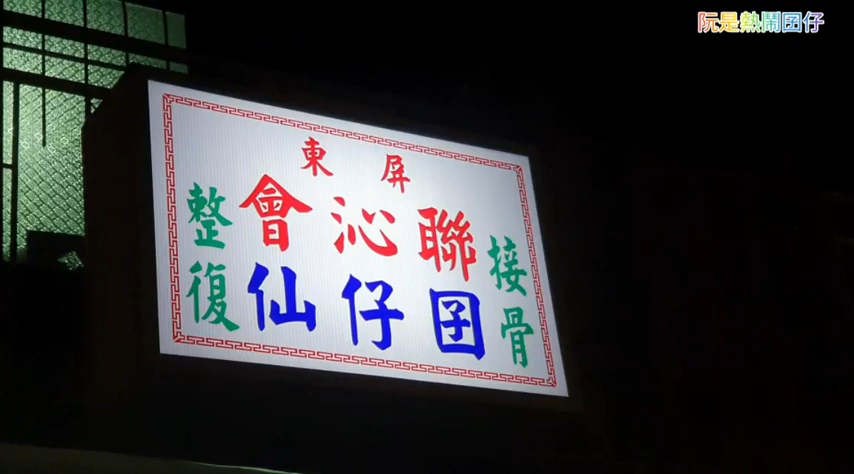 阮是熱鬧囝仔
屏東
聯沁會
囝仔仙
接骨
整復